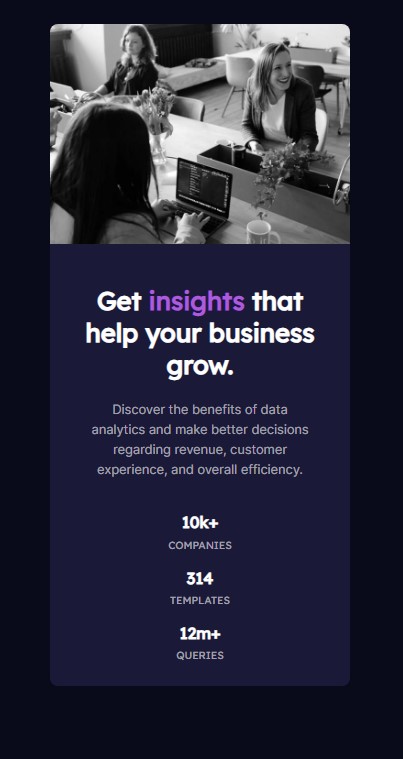 Get insights that
help your business
grow.
Discover the benefits of data
analytics and make better decisions
regarding revenue, customer
experience, and overall efficiency.
10k+
COMPANIES
314
TEMPLATES
12m+
QUERIES